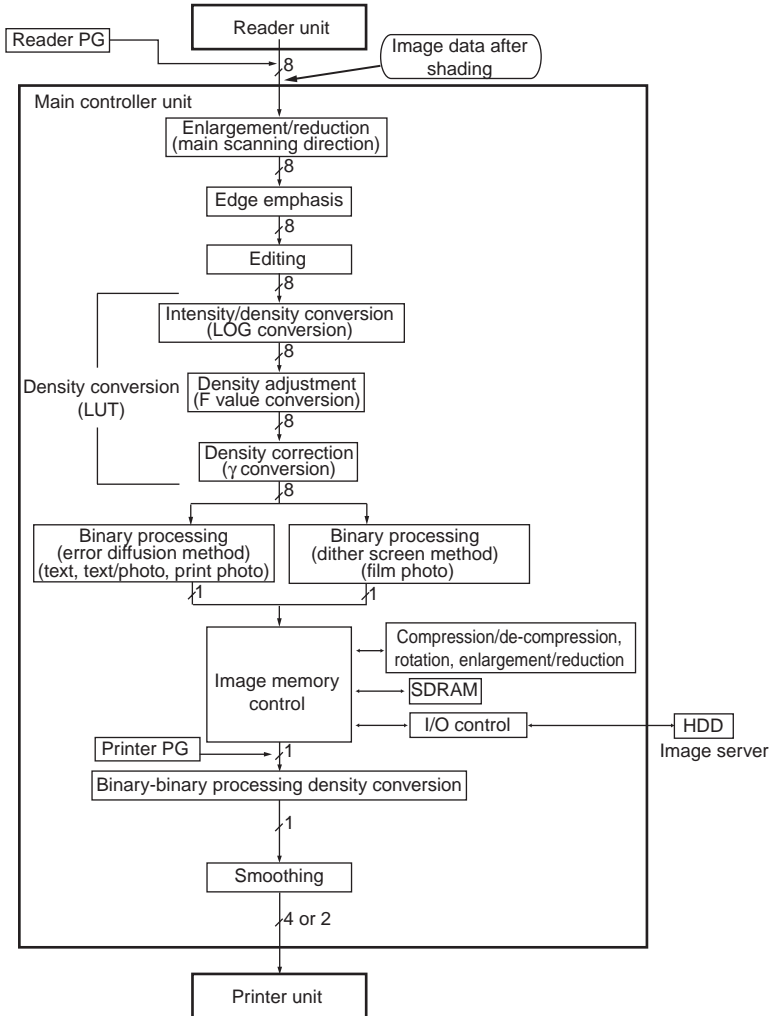 Reader unit
Reader PG
Image data after
shading
8
Main controller unit
Enlargement/reduction
(main scanning direction)
8
Edge emphasis
8
Editing
8
Intensity/density conversion
(LOG conversion)
8
Density conversion
(LUT)
Density adjustment
(F value conversion)
8
Density correction
(γ conversion)
8
Binary processing
(error diffusion method)
(text, text/photo, print photo)
Binary processing
(dither screen method)
(film photo)
1
1
Image memory
control
Compression/de-compression,
rotation, enlargement/reduction
SDRAM
I/O control
HDD
Image server
Printer PG
1
Binary-binary processing density conversion
1
Smoothing
4 or 2
Printer unit